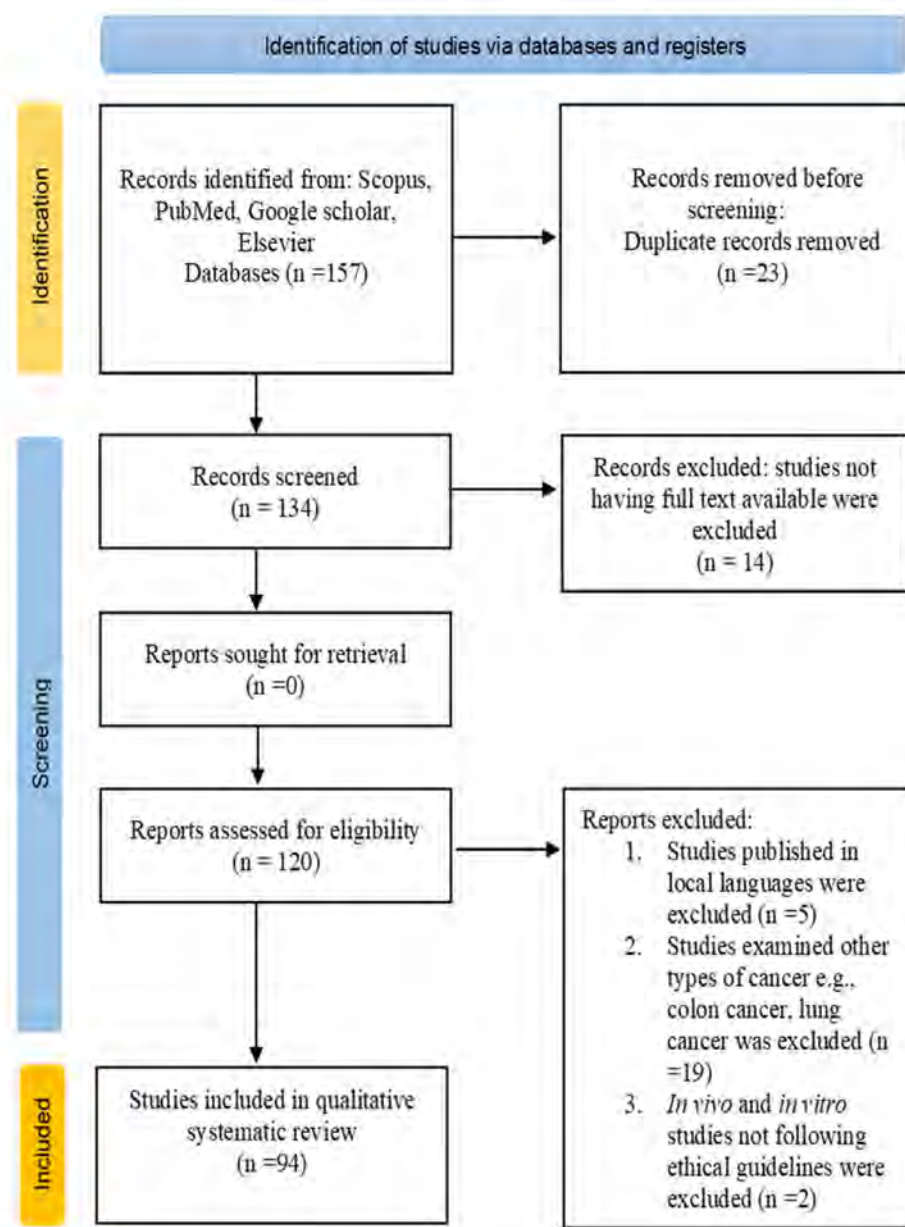 Identification of studies via databases and registers
Identification
Records identified from: Scopus,
PubMed, Google scholar,
Elsevier
Databases (n =157)
Records removed before
screening:
Duplicate records removed
(n =23)
Screening
Records screened
(n = 134)
Records excluded: studies not
having full text available were
excluded
(n = 14)
Reports sought for retrieval
(n =0)
Reports assessed for eligibility
(n = 120)
Reports excluded:
1. Studies published in
local languages were
excluded (n =5)
2. Studies examined other
types of cancer e.g.,
colon cancer, lung
cancer was excluded (n
=19)
3. In vivo and in vitro
studies not following
ethical guidelines were
excluded (n =2)
Included
Studies included in qualitative
systematic review
(n =94)